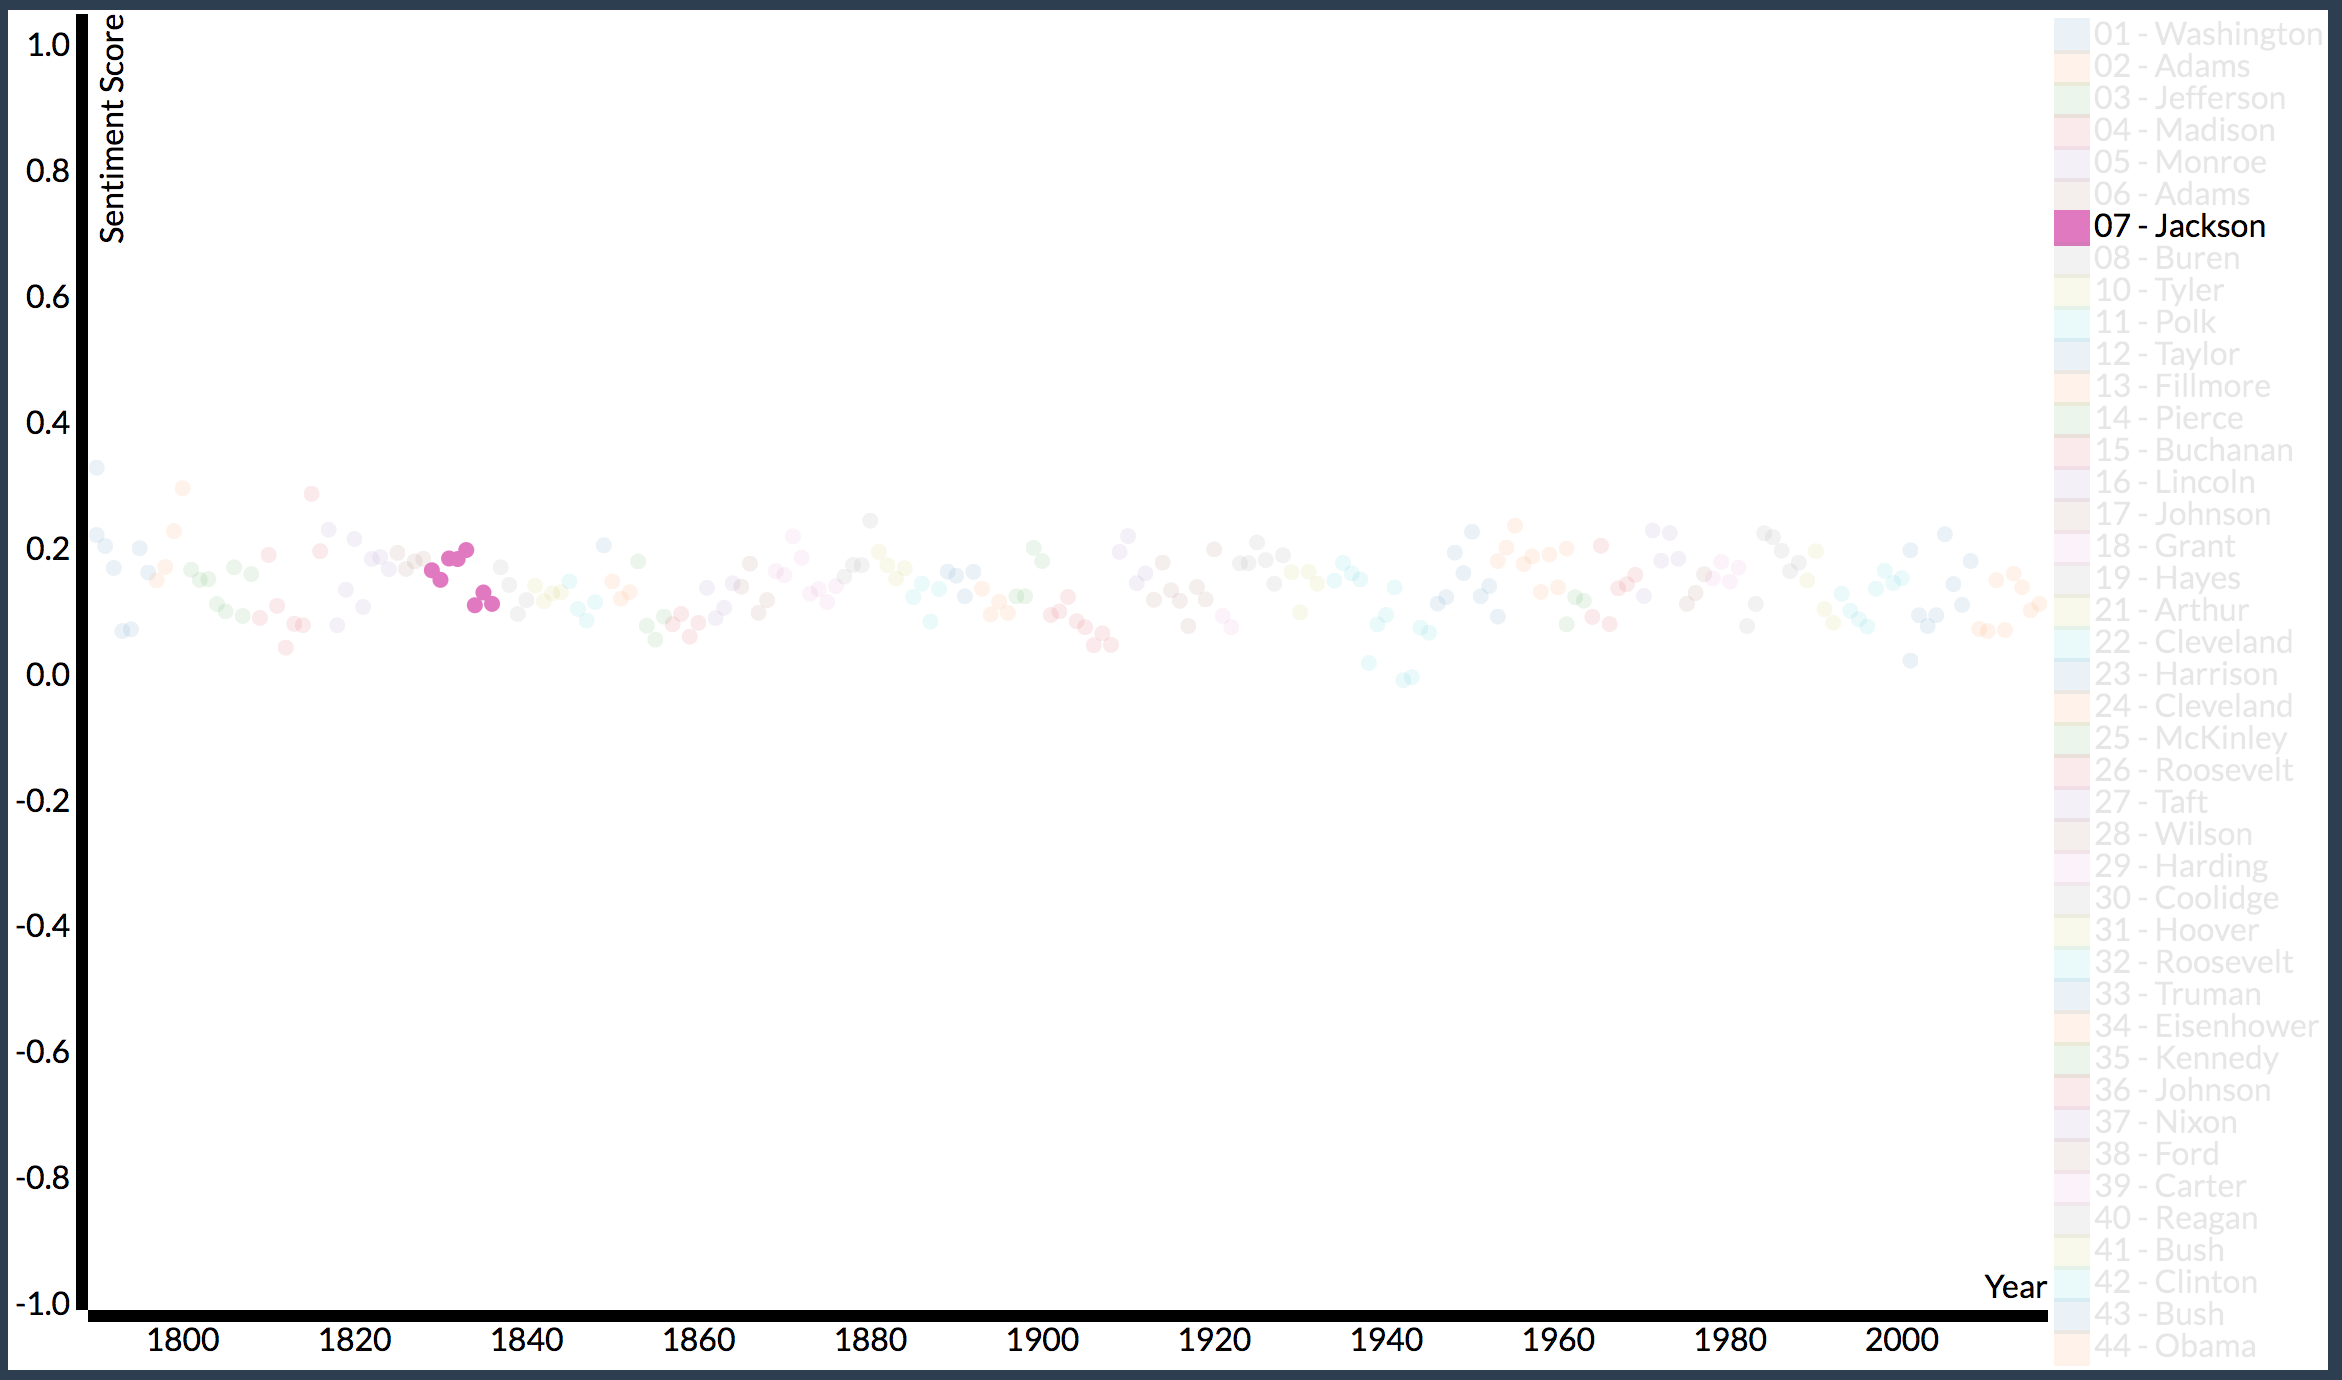 Sentiment Score
1.0
0.8
0.6
0.4
0.2
0.0
-0.2
-0.4
-0.6
-0.8
-1.0
Year
1800 1820 1840 1860 1880 1900 1920 1940 1960 1980 2000
01 - Washington
02 - Adams
03 - Jefferson
04 - Madison
05 - Monroe
06 - Adams
07 - Jackson
08 - Buren
10 - Tyler
11 - Polk
12 - Taylor
13 - Fillmore
14 - Pierce
15 - Buchanan
16 - Lincoln
17 - Johnson
18 - Grant
19 - Hayes
21 - Arthur
22 - Cleveland
23 - Harrison
24 - Cleveland
25 - McKinley
26 - Roosevelt
27 - Taft
28 - Wilson
29 - Harding
30 - Coolidge
31 - Hoover
32 - Roosevelt
33 - Truman
34 - Eisenhower
35 - Kennedy
36 - Johnson
37 - Nixon
38 - Ford
39 - Carter
40 - Reagan
41 - Bush
42 - Clinton
43 - Bush
44 - Obama